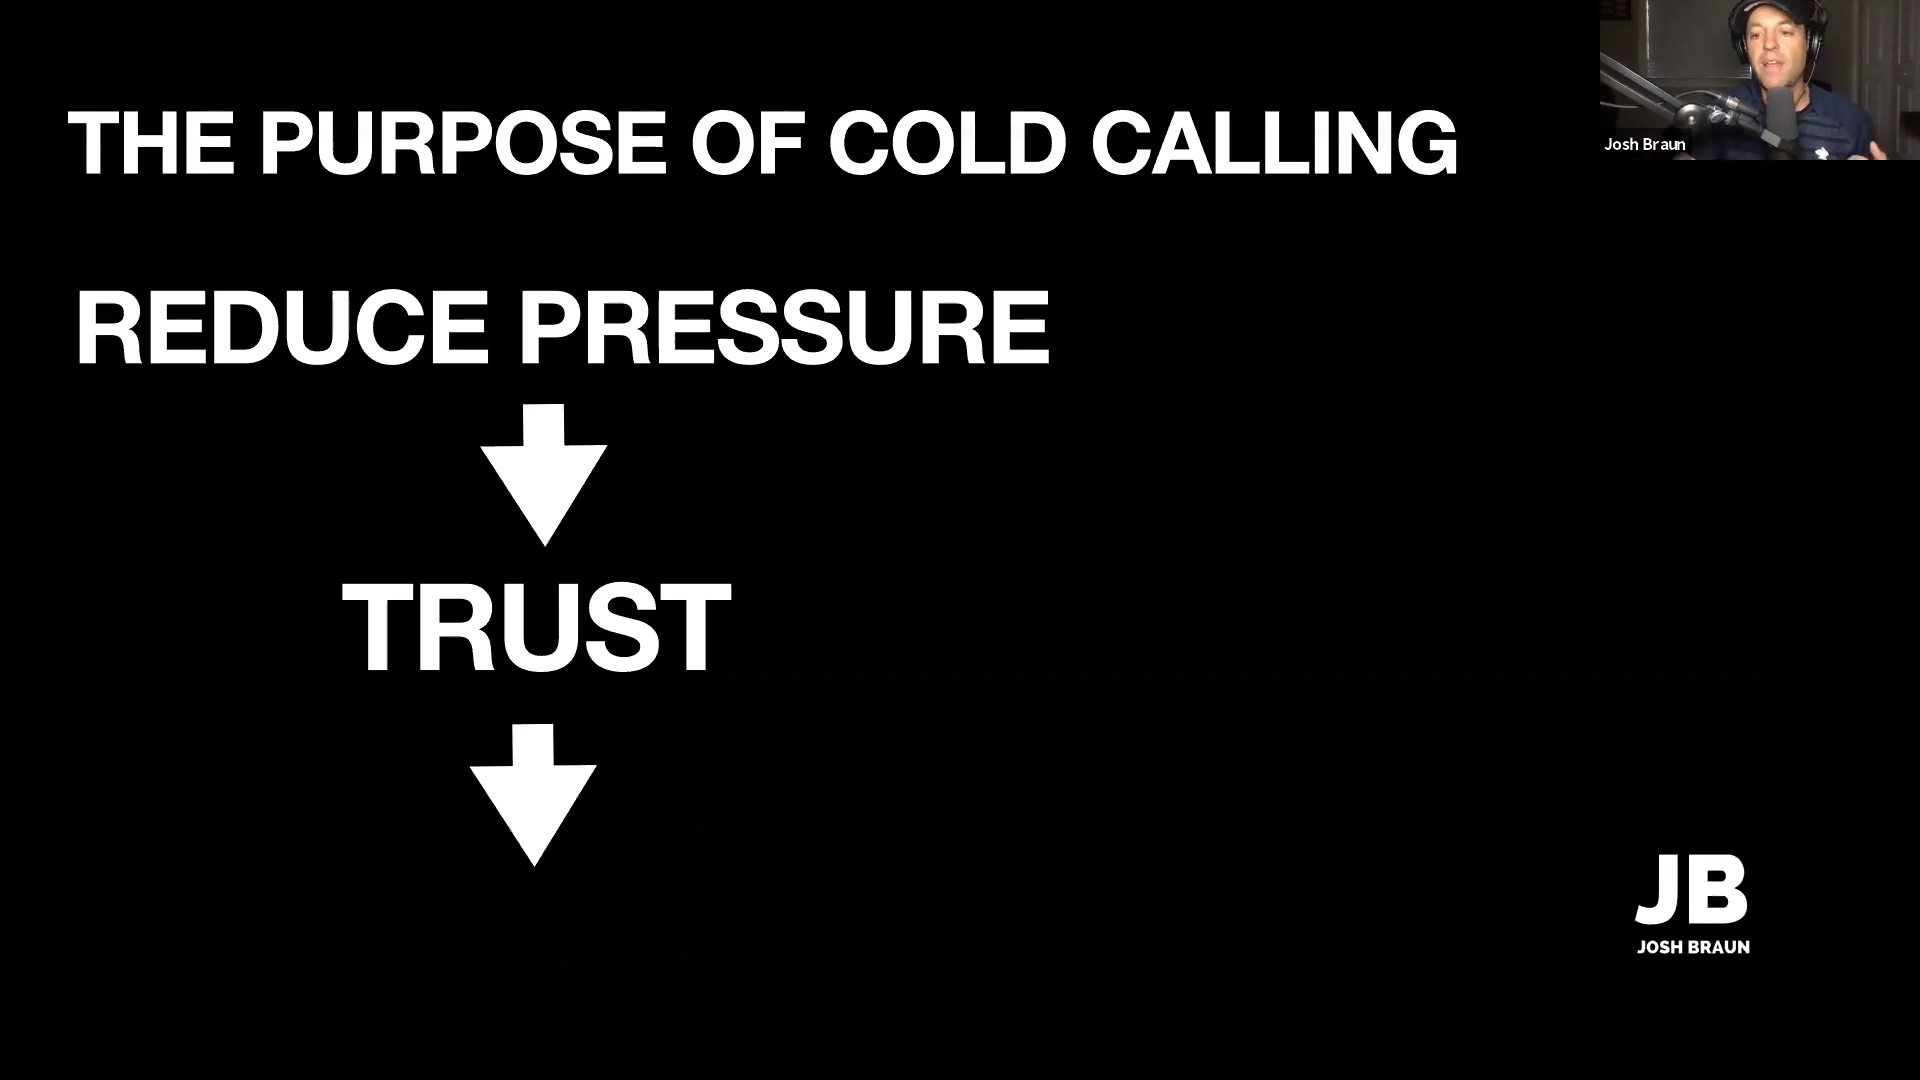 THE PURPOSE OF COLD CALLING
Josh Braun
REDUCE PRESSURE
TRUST
JB
JOSH BRAUN